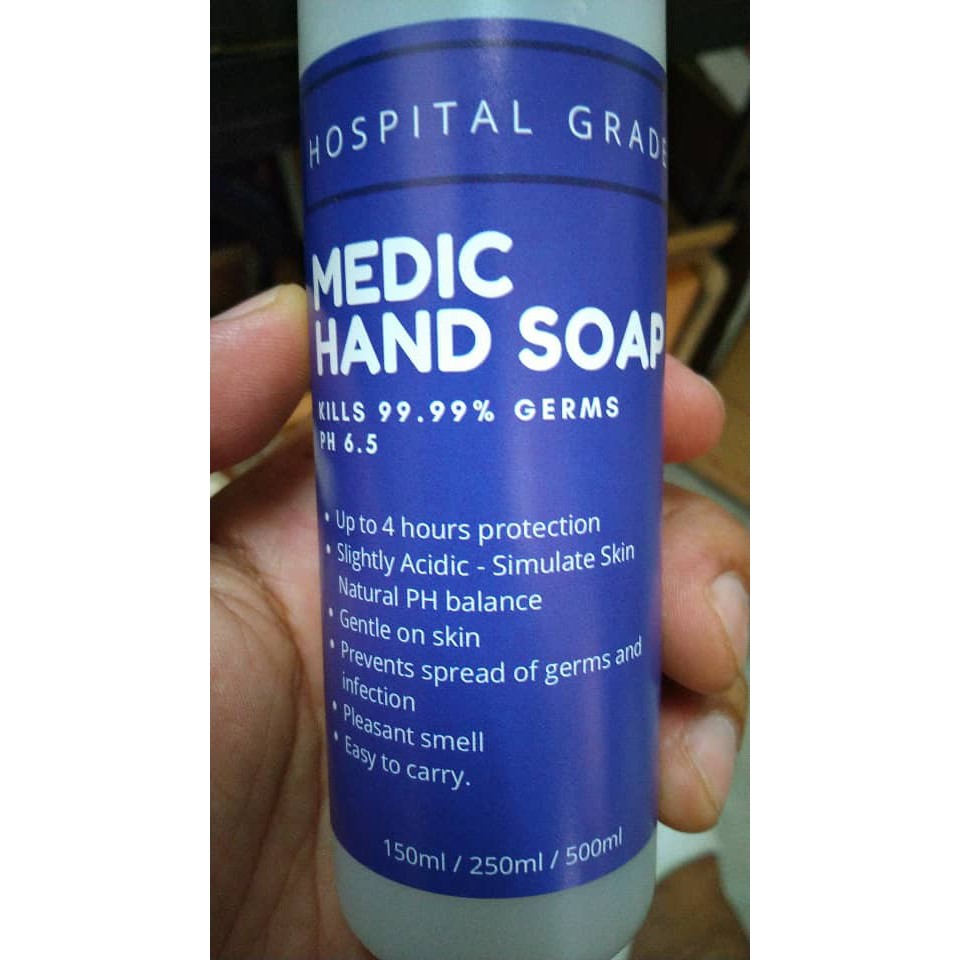 HOSPITAL GRADE
MEDIC
HAND SOAP
KILLS 99.99% GERMS
PH 6.5
• Up to 4 hours protection
• Slightly Acidic - Simulate Skin
Natural PH balance
• Gentle on skin
• Prevents spread of germs and
infection
• Pleasant smell
• Easy to carry.
150ml / 250ml / 500ml